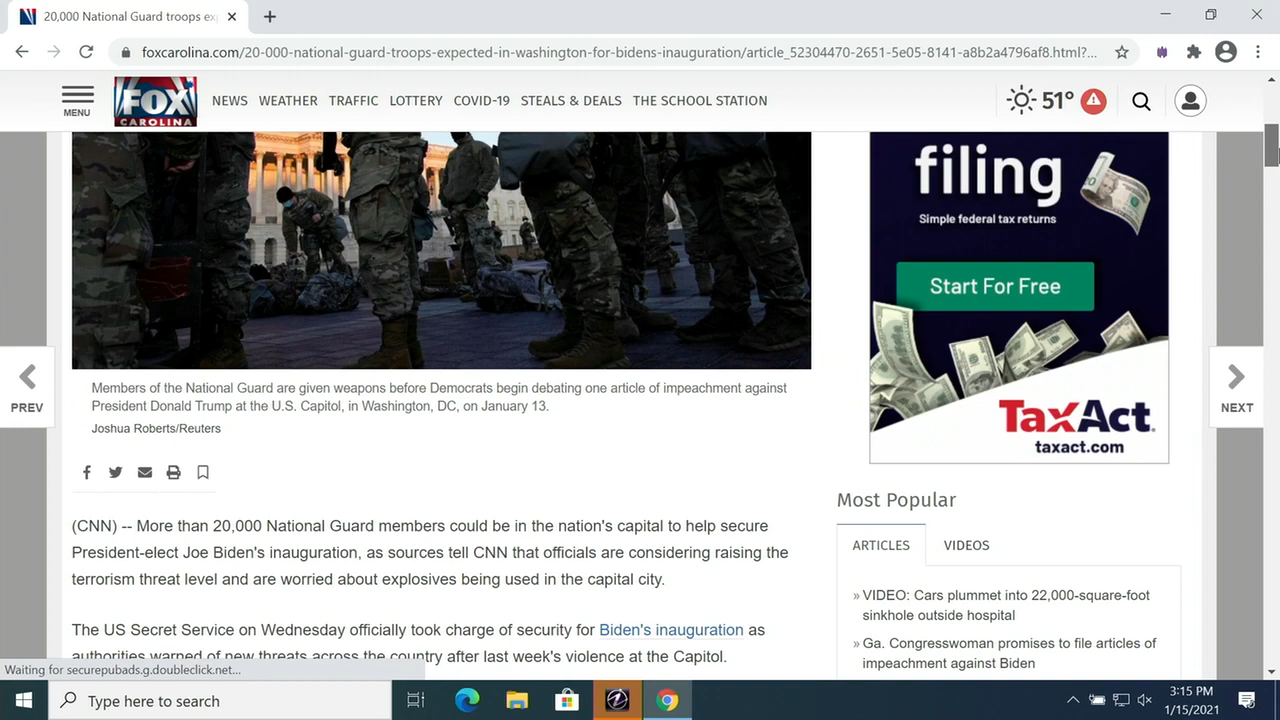 20,000 National Guard troops exp
foxcarolina.com/20-000-national-guard-troops-expected-in-washington-for-bidens-inauguration/article_52304470-2651-5e05-8141-a8b2a4796af8.html?...
MENU
FOX
CAROLINA
NEWS WEATHER TRAFFIC LOTTERY COVID-19 STEALS & DEALS THE SCHOOL STATION
51°
filing
Simple federal tax returns
Start For Free
TaxAct
taxact.com
PREV
NEXT
Members of the National Guard are given weapons before Democrats begin debating one article of impeachment against
President Donald Trump at the U.S. Capitol, in Washington, DC, on January 13.
Joshua Roberts/Reuters
(CNN) -- More than 20,000 National Guard members could be in the nation's capital to help secure
President-elect Joe Biden's inauguration, as sources tell CNN that officials are considering raising the
terrorism threat level and are worried about explosives being used in the capital city.
The US Secret Service on Wednesday officially took charge of security for Biden's inauguration as
authorities warned of new threats across the country after last week's violence at the Capitol.
Most Popular
ARTICLES VIDEOS
» VIDEO: Cars plummet into 22,000-square-foot
sinkhole outside hospital
» Ga. Congresswoman promises to file articles of
impeachment against Biden
Waiting for securepubads.g.doubleclick.net...
Type here to search
3:15 PM
1/15/2021